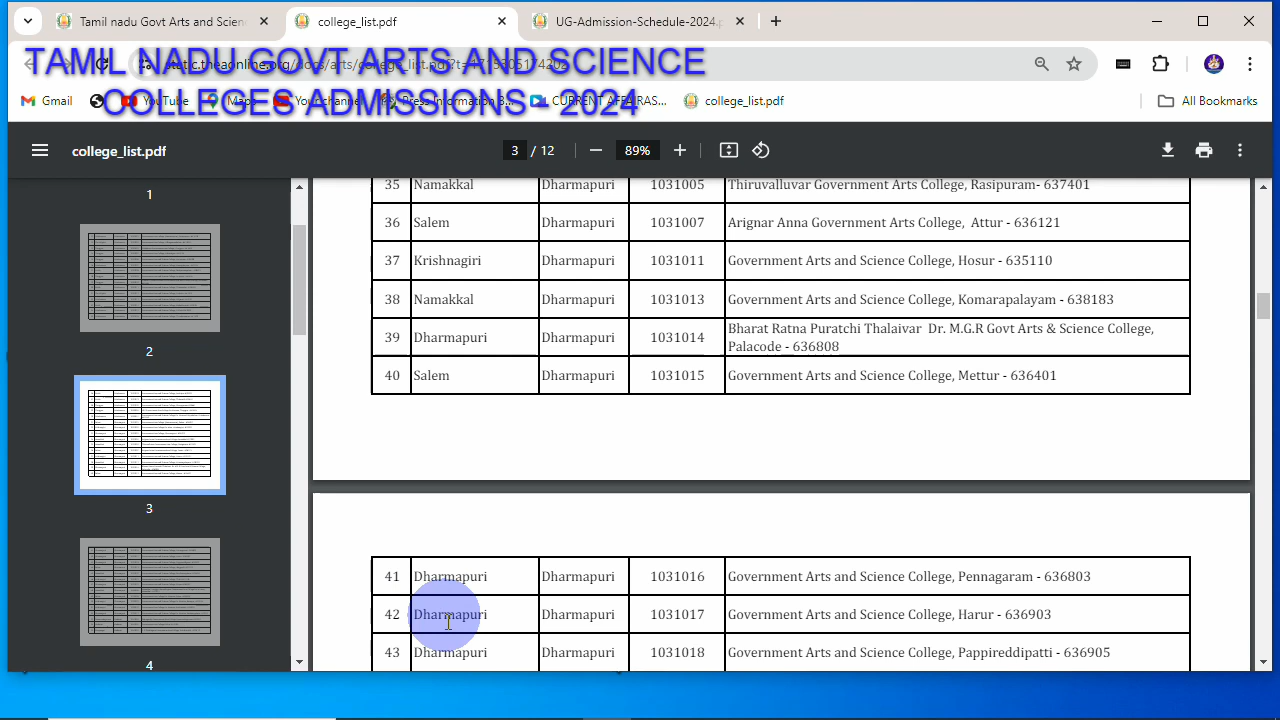 Tamil nadu Govt Arts and Scien
college_list.pdf
UG-Admission-Schedule-2024.p
TAMIL NADU GOVT ARTS AND SCIENCE
COLLEGES ADMISSIONS - 2024
Gmail
YouTube
Maps
Your channel
Press Information B...
CURRENT AFFAIRAS...
college_list.pdf
All Bookmarks
college_list.pdf
3 / 12
89%
1
2
3
4
35 Namakkal Dharmapuri 1031005 Thiruvalluvar Government Arts College, Rasipuram- 637401
36 Salem Dharmapuri 1031007 Arignar Anna Government Arts College, Attur - 636121
37 Krishnagiri Dharmapuri 1031011 Government Arts and Science College, Hosur - 635110
38 Namakkal Dharmapuri 1031013 Government Arts and Science College, Komarapalayam - 638183
39 Dharmapuri Dharmapuri 1031014 Bharat Ratna Puratchi Thalaivar Dr. M.G.R Govt Arts & Science College,
Palacode - 636808
40 Salem Dharmapuri 1031015 Government Arts and Science College, Mettur - 636401
41 Dharmapuri Dharmapuri 1031016 Government Arts and Science College, Pennagaram - 636803
42 Dharmapuri Dharmapuri 1031017 Government Arts and Science College, Harur - 636903
43 Dharmapuri Dharmapuri 1031018 Government Arts and Science College, Pappireddipatti - 636905